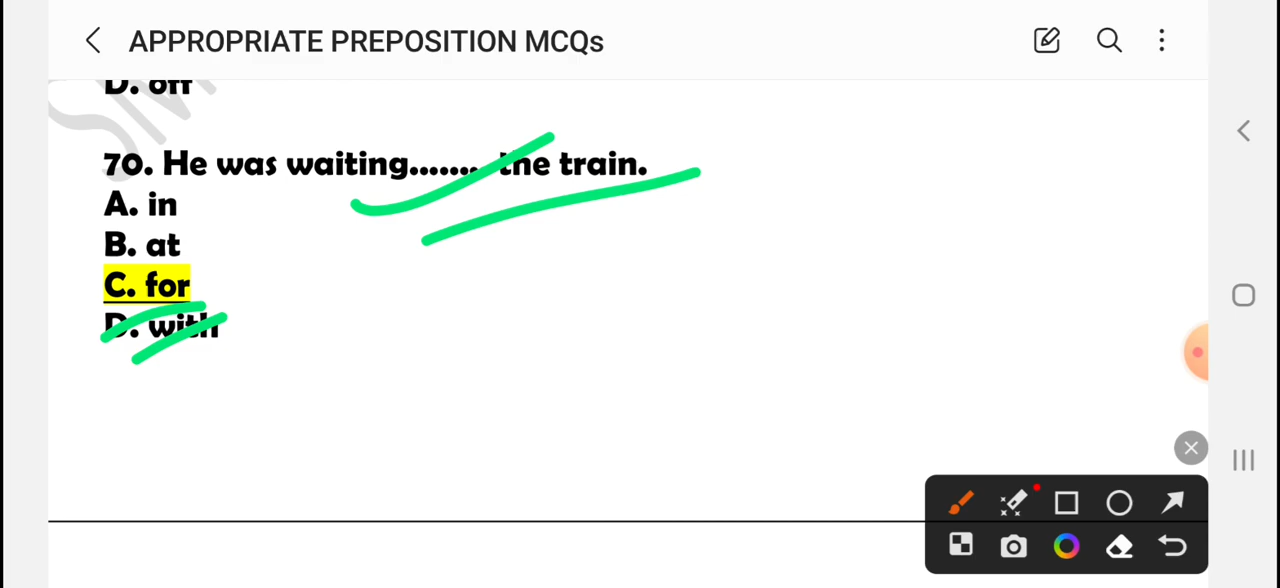 APPROPRIATE PREPOSITION MCQs
D. off
70. He was waiting....... the train.
A. in
B. at
C. for
D. with